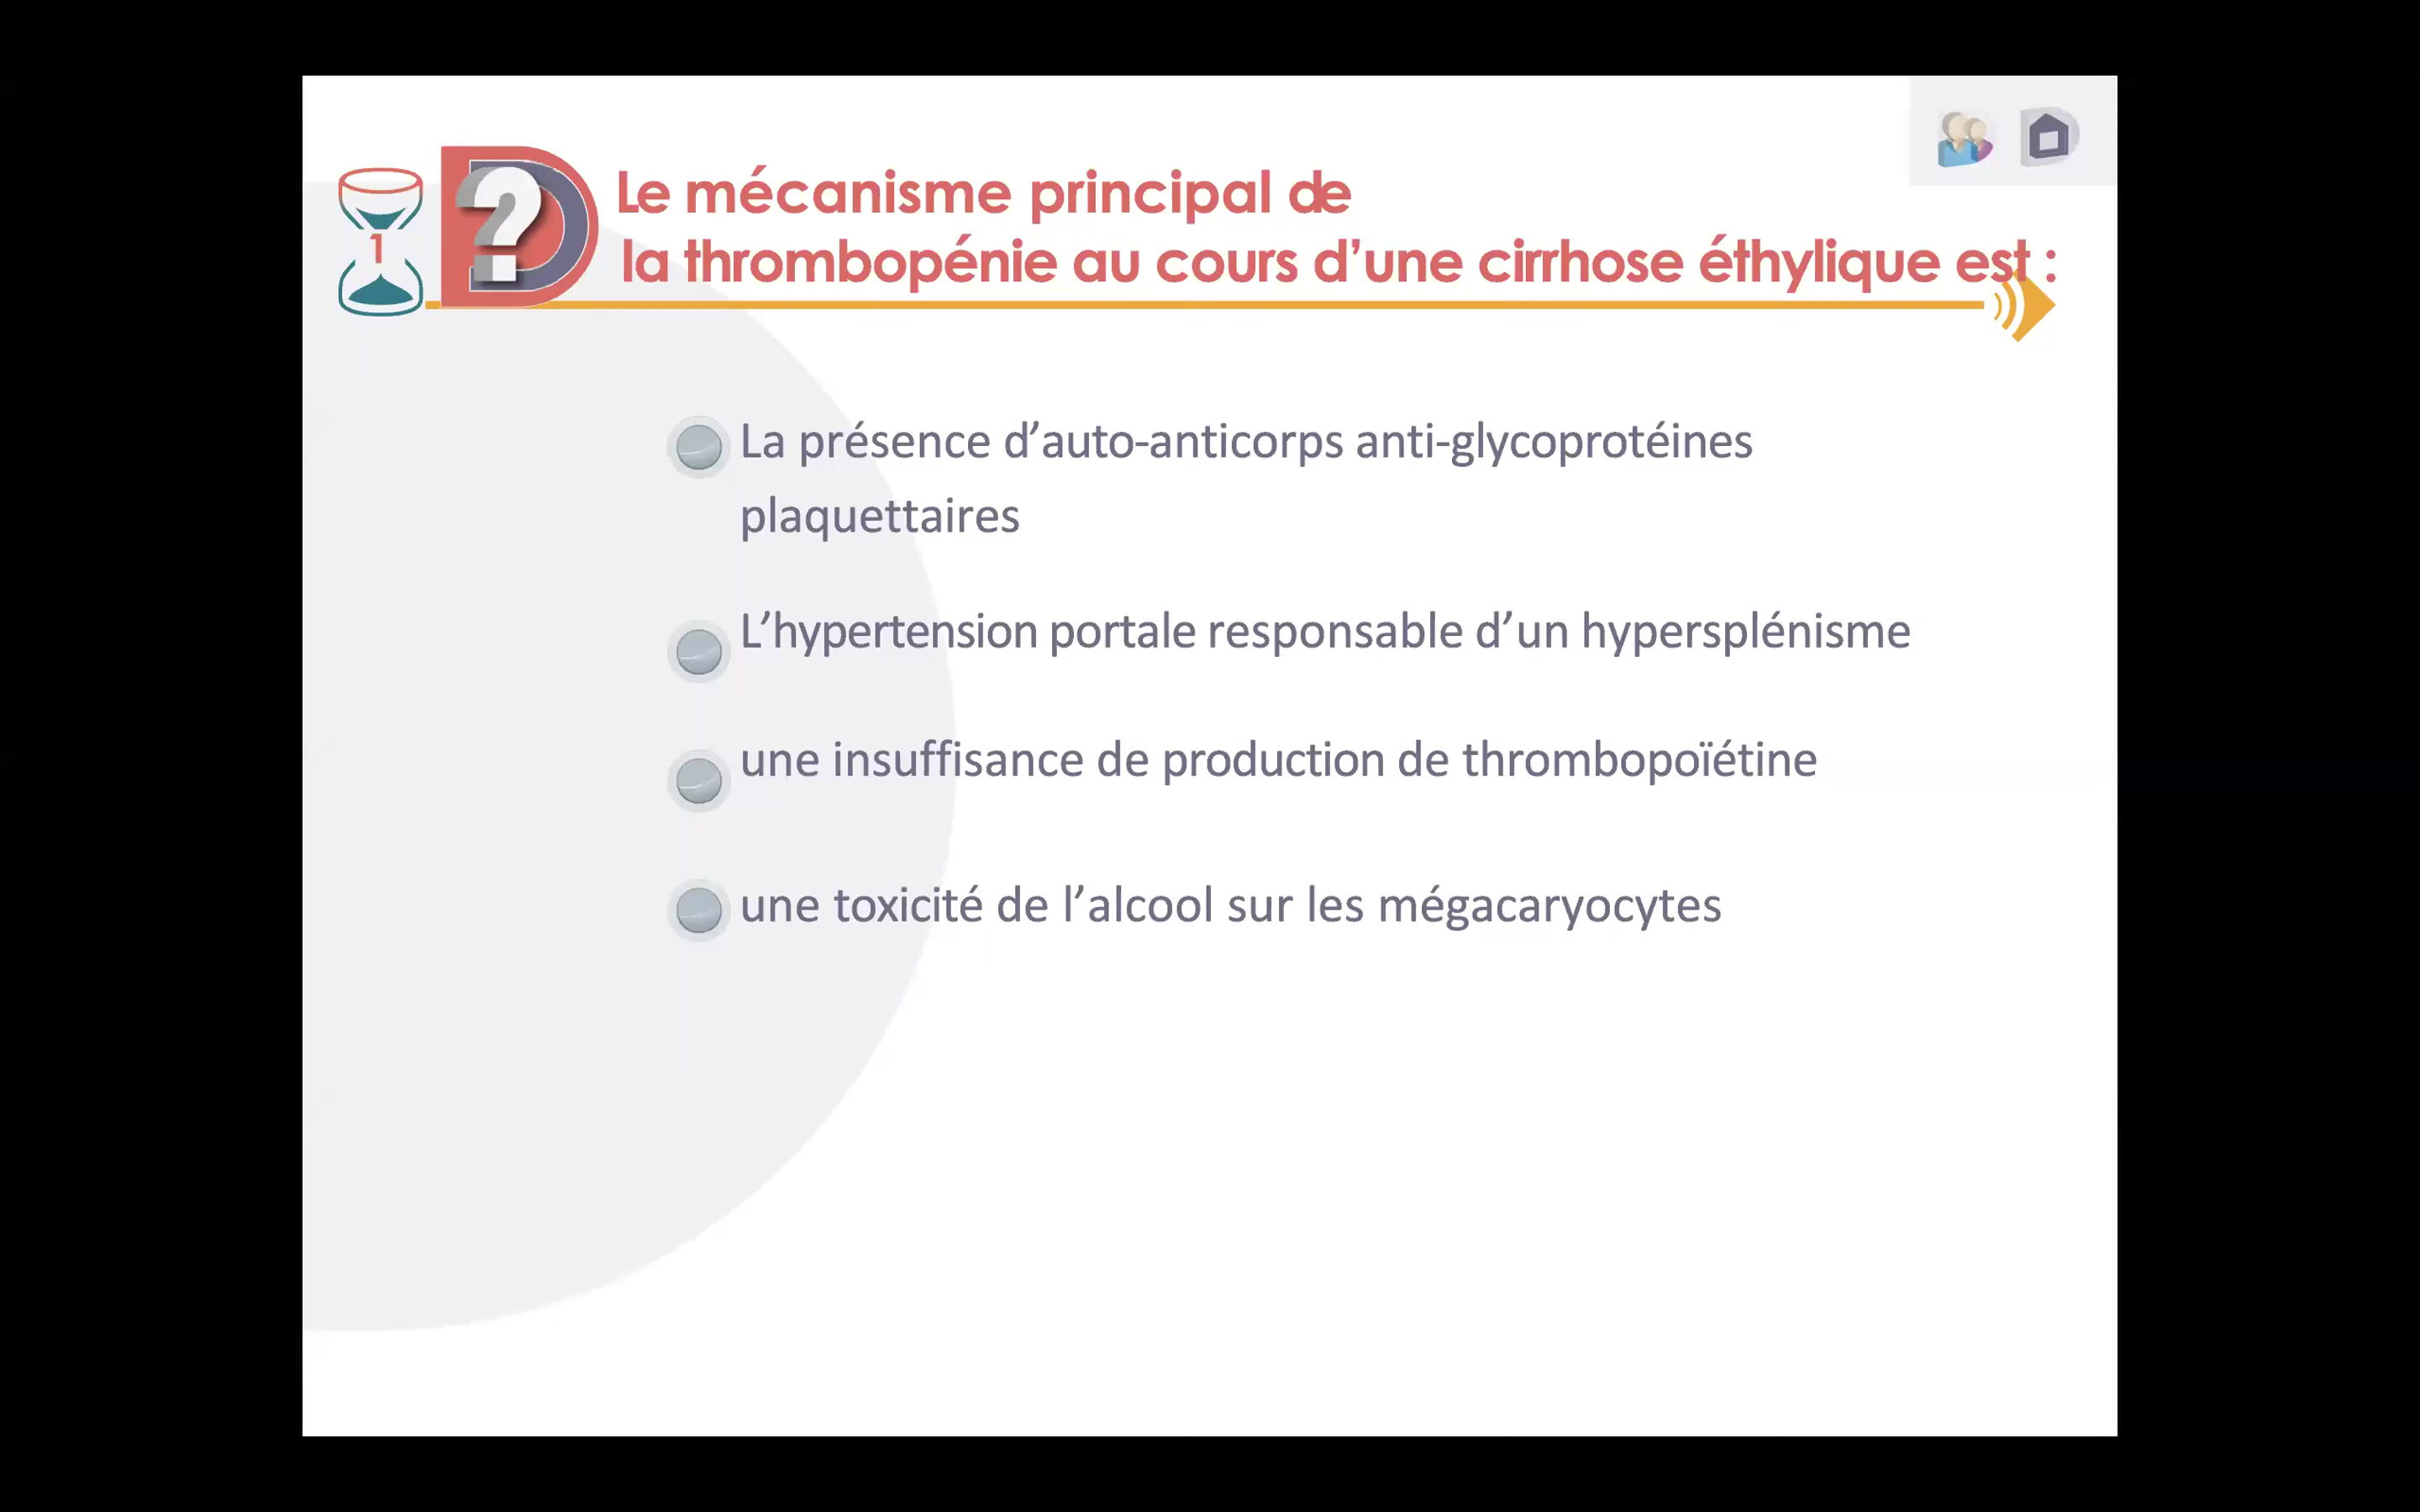 1
?
Le mécanisme principal de
la thrombopénie au cours d’une cirrhose éthylique est :
La présence d’auto-anticorps anti-glycoprotéines
plaquettaires
L’hypertension portale responsable d’un hypersplénisme
une insuffisance de production de thrombopoïétine
une toxicité de l’alcool sur les mégacaryocytes